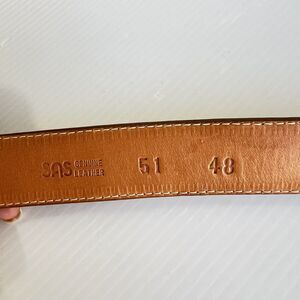 SAS GENUINE LEATHER 51 48